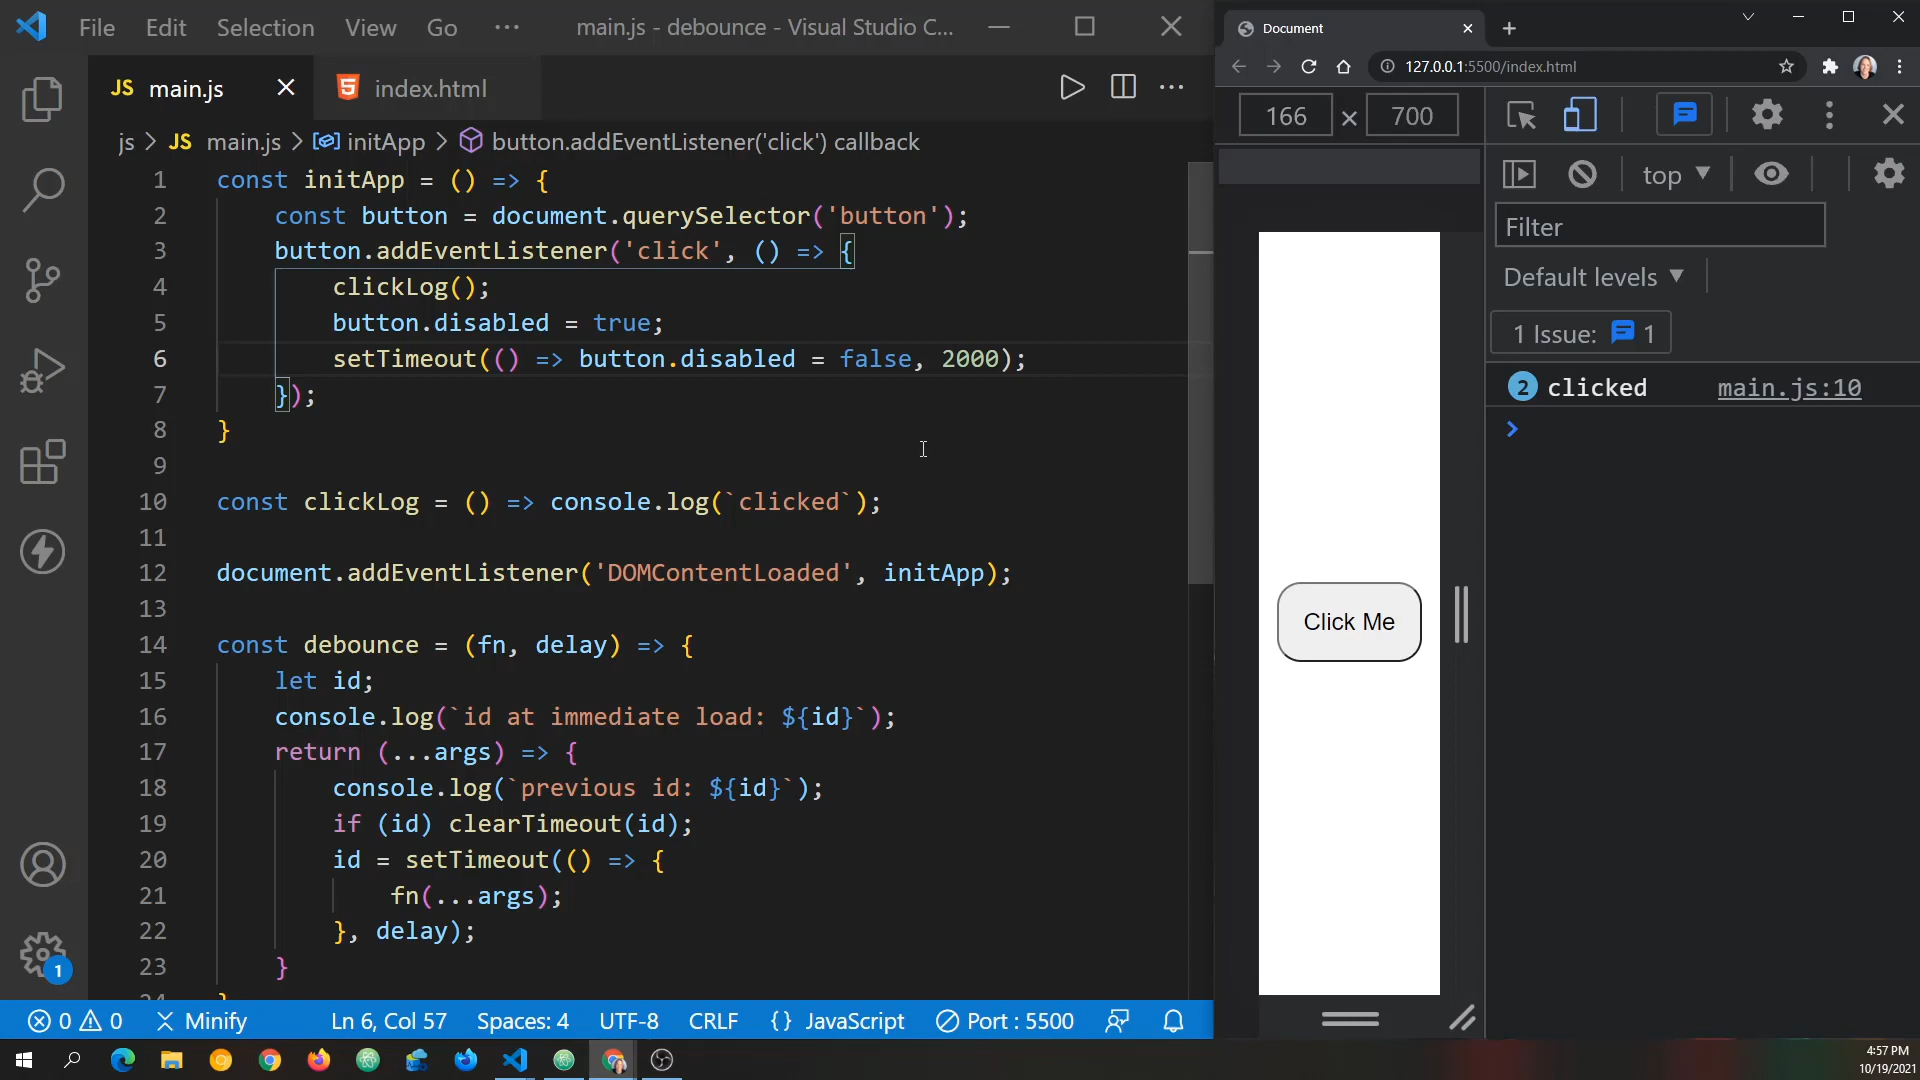 File Edit Selection View Go ··· main.js - debounce - Visual Studio C...
JS main.js index.html
js > JS main.js > initApp > button.addEventListener('click') callback
1 const initApp = () => {
2 const button = document.querySelector('button');
3 button.addEventListener('click', () => {
4 clickLog();
5 button.disabled = true;
6 setTimeout(() => button.disabled = false, 2000);
7 });
8 }
9
10 const clickLog = () => console.log(`clicked`);
11
12 document.addEventListener('DOMContentLoaded', initApp);
13
14 const debounce = (fn, delay) => {
15 let id;
16 console.log(`id at immediate load: ${id}`);
17 return (...args) => {
18 console.log(`previous id: ${id}`);
19 if (id) clearTimeout(id);
20 id = setTimeout(() => {
21 fn(...args);
22 }, delay);
23 }
24 }
0 0 Minify Ln 6, Col 57 Spaces: 4 UTF-8 CRLF {} JavaScript Port : 5500
1
Document
127.0.0.1:5500/index.html
166 × 700
top
Filter
Default levels
1 Issue: 1
2 clicked main.js:10
Click Me
4:57 PM
10/19/2021